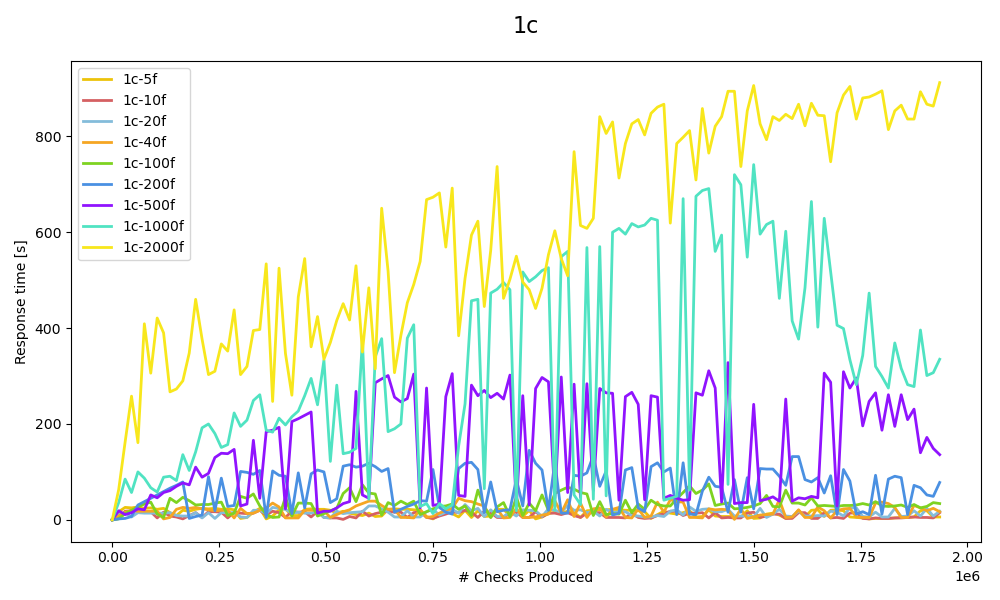 1c
1c-5f
1c-10f
1c-20f
1c-40f
1c-100f
1c-200f
1c-500f
1c-1000f
1c-2000f
Response time [s]
800
600
400
200
0
0.00 0.25 0.50 0.75 1.00 1.25 1.50 1.75 2.00
1e6
# Checks Produced